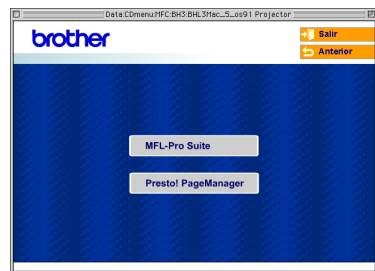 Data:CDmenu:MFC:BH3:BHL3Mac_5_os91 Projector
brother
Salir
Anterior
MFL-Pro Suite
Presto! PageManager